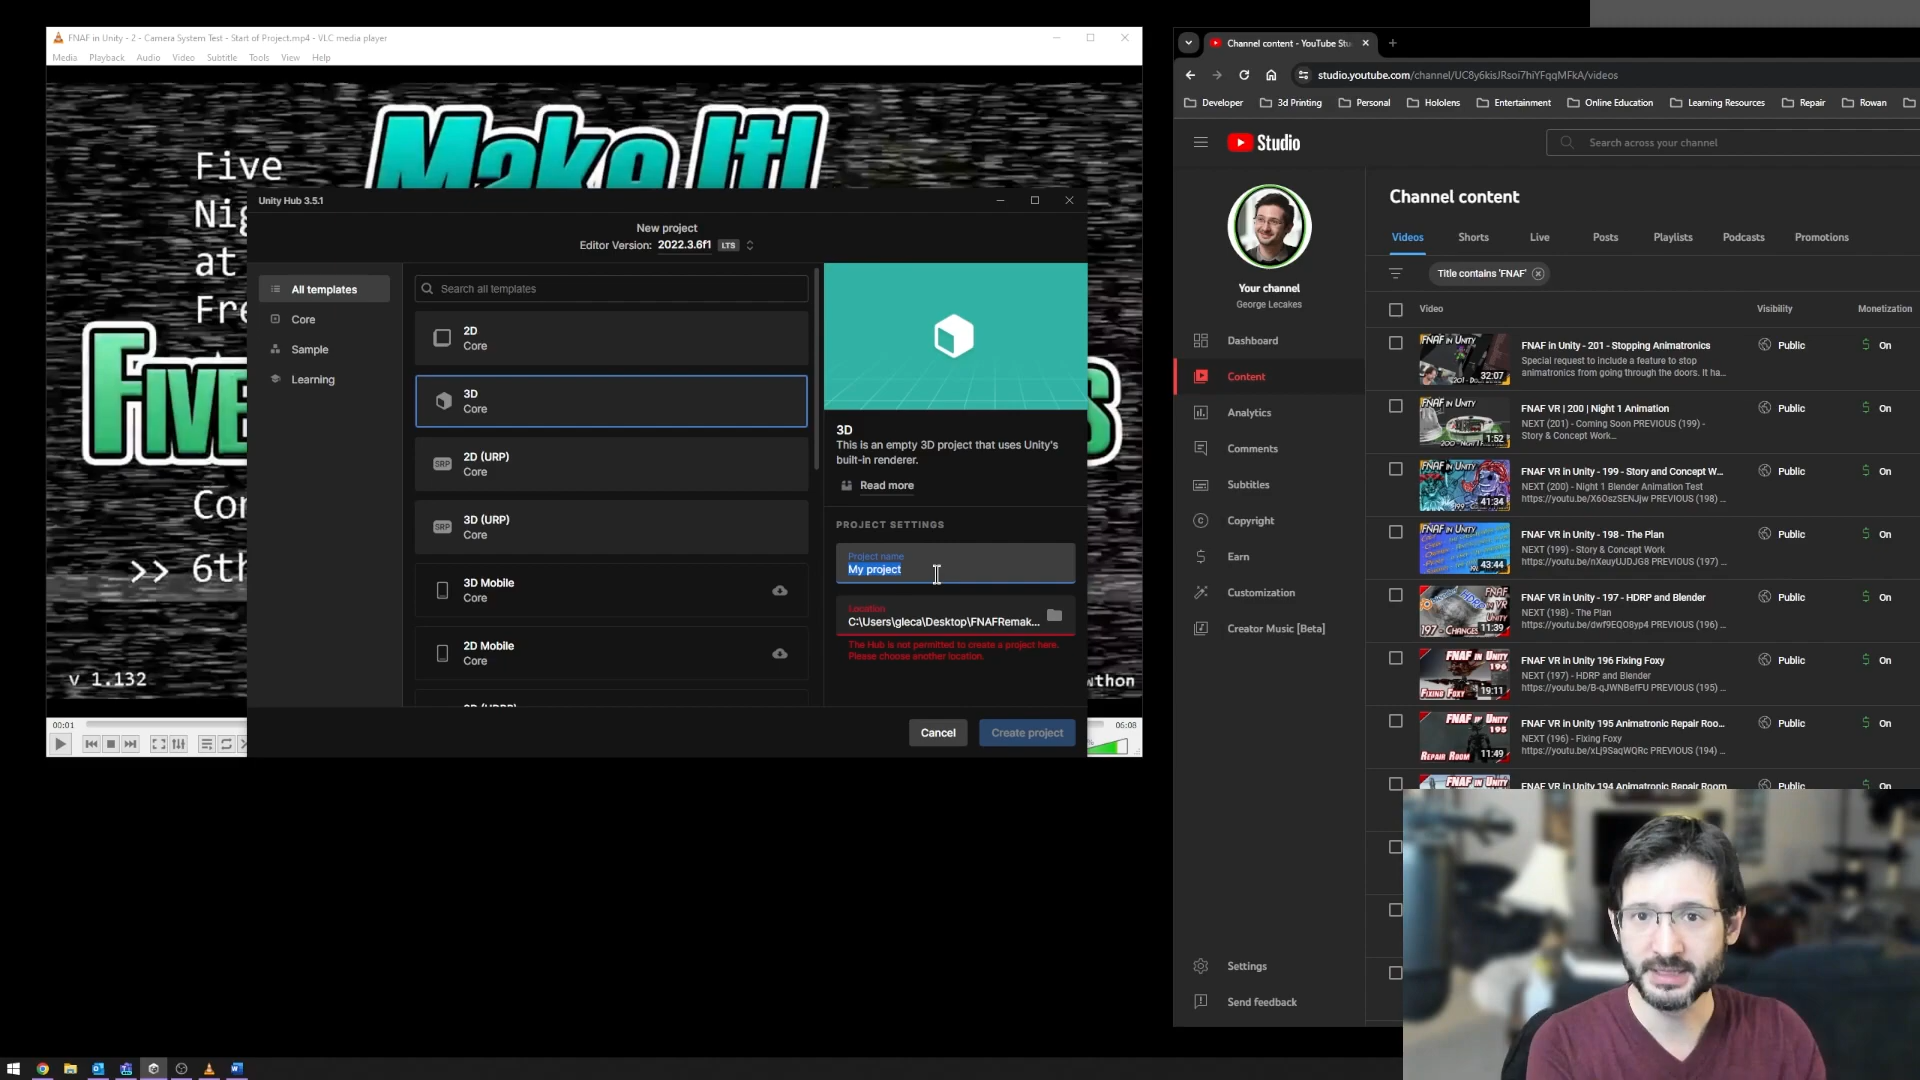 FNAF in Unity - 2 - Camera System Test - Start of Project.mp4 - VLC media player
Media Playback Audio Video Subtitle Tools View Help
Make It!
Five
at
Con
>> 6th
v 1.132
00:01
06:08
Unity Hub 3.5.1
New project
Editor Version: 2022.3.6f1 LTS
All templates
Core
Sample
Learning
Search all templates
2D
Core
3D
Core
SRP
2D (URP)
Core
SRP
3D (URP)
Core
3D Mobile
Core
2D Mobile
Core
3D
This is an empty 3D project that uses Unity's
built-in renderer.
Read more
PROJECT SETTINGS
Project name
My project
Location
C:\Users\gleca\Desktop\FNAFRemak...
The Hub is not permitted to create a project here.
Please choose another location.
Cancel
Create project
Channel content - YouTube Stu
studio.youtube.com/channel/UC8y6kisJRsoi7hiYFqqMFkA/videos
Developer 3d Printing Personal Hololens Entertainment Online Education Learning Resources Repair Rowan
Studio
Search across your channel
Your channel
George Lecakes
Dashboard
Content
Analytics
Comments
Subtitles
Copyright
Earn
Customization
Creator Music [Beta]
Settings
Send feedback
Channel content
Videos Shorts Live Posts Playlists Podcasts Promotions
Title contains 'FNAF'
Video Visibility Monetization
32:07
FNAF in Unity - 201 - Stopping Animatronics
Special request to include a feature to stop
animatronics from going through the doors. It ha...
Public On
1:52
FNAF VR | 200 | Night 1 Animation
NEXT (201) - Coming Soon PREVIOUS (199) -
Story & Concept Work...
Public On
41:34
FNAF VR in Unity - 199 - Story and Concept W...
NEXT (200) - Night 1 Blender Animation Test
https://youtu.be/X6OszSENJjw PREVIOUS (198) ...
Public On
43:44
FNAF VR in Unity - 198 - The Plan
NEXT (199) - Story & Concept Work
https://youtu.be/nXeuyUJDJG8 PREVIOUS (197) ...
Public On
11:39
FNAF VR in Unity - 197 - HDRP and Blender
NEXT (198) - The Plan
https://youtu.be/dwf9EQO8yp4 PREVIOUS (196) ...
Public On
19:11
FNAF VR in Unity 196 Fixing Foxy
NEXT (197) - HDRP and Blender
https://youtu.be/B-qJWNBefFU PREVIOUS (195) ...
Public On
11:49
FNAF VR in Unity 195 Animatronic Repair Roo...
NEXT (196) - Fixing Foxy
https://youtu.be/xLj9SaqWQRc PREVIOUS (194) ...
Public On
FNAF VR in Unity 194 Animatronic Repair Room
Public On